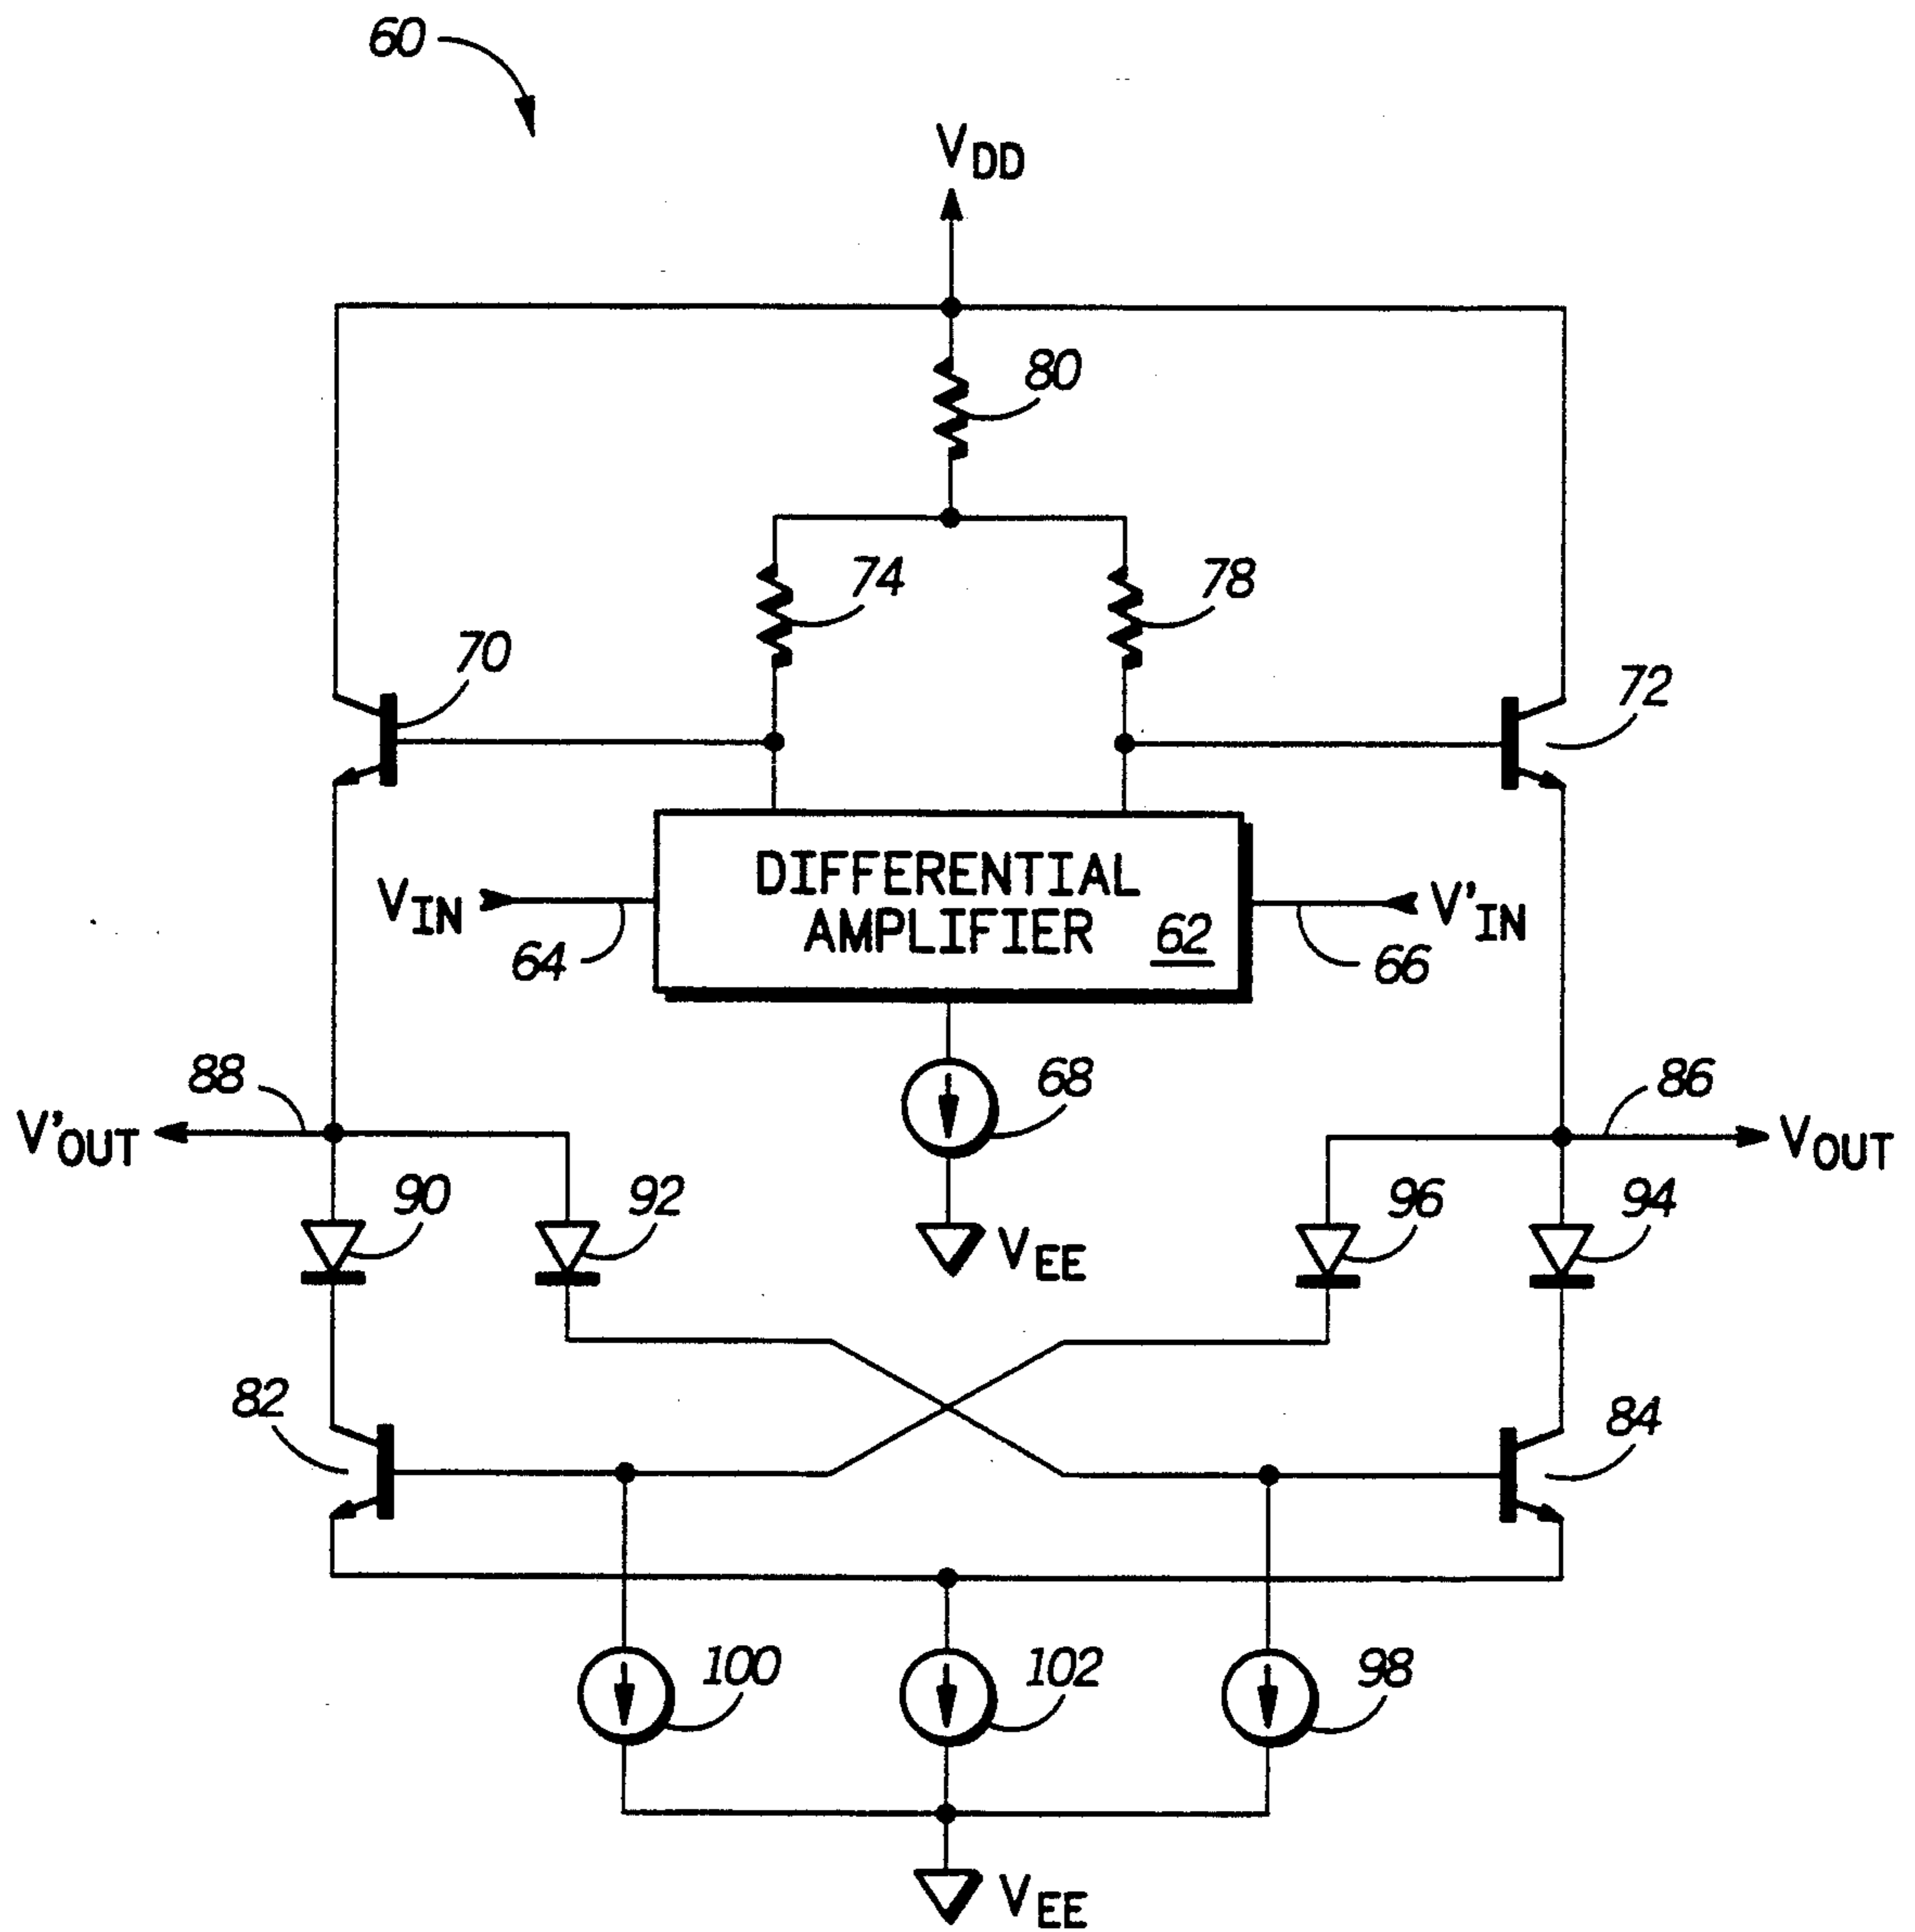 60
VDD
80
74
78
70
72
DIFFERENTIAL
AMPLIFIER 62
VIN
V'IN
64
66
88
68
86
V'OUT
VOUT
90
92
96
94
VEE
82
84
100
102
98
VEE